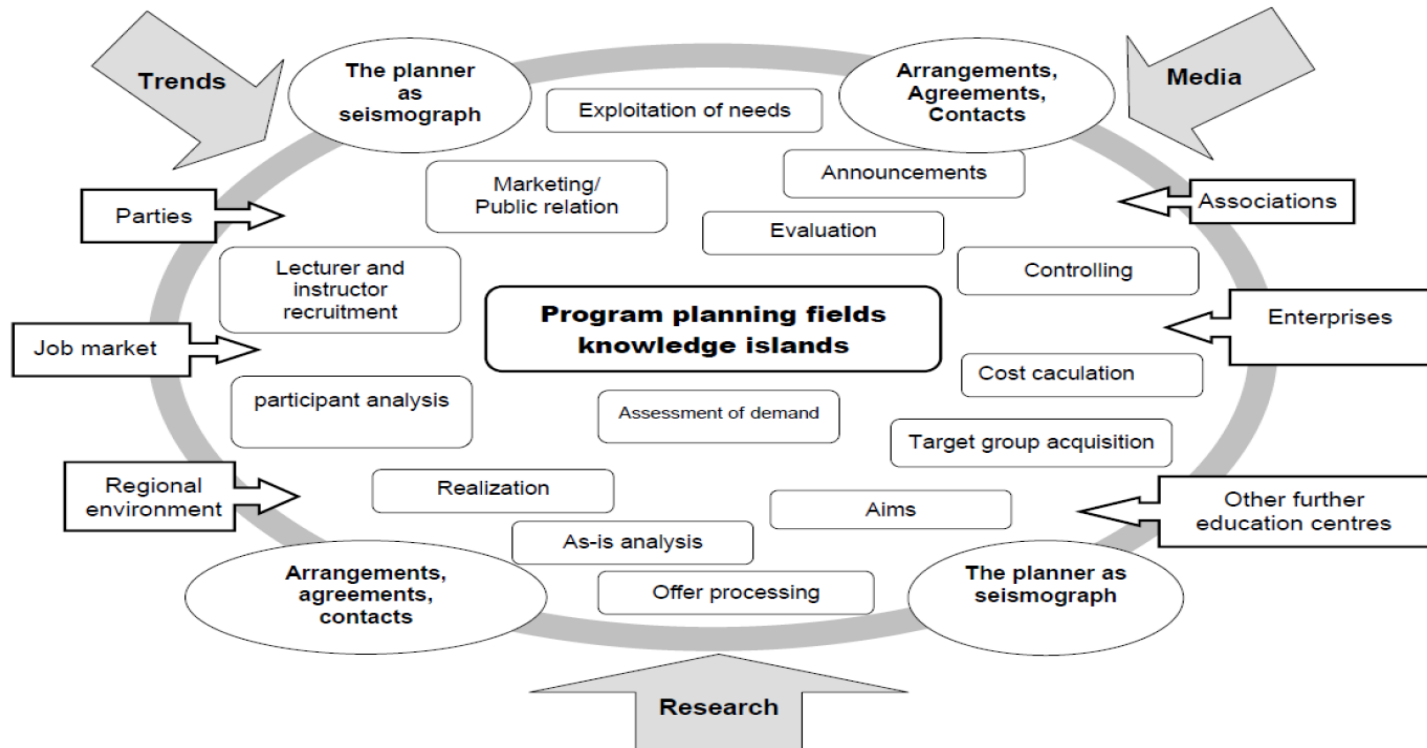 Trends
The planner
as
seismograph
Exploitation of needs
Arrangements,
Agreements,
Contacts
Media
Marketing/
Public relation
Announcements
Parties
Evaluation
Associations
Lecturer and
instructor
recruitment
Controlling
Program planning fields
knowledge islands
Job market
Enterprises
participant analysis
Assessment of demand
Cost caculation
Target group acquisition
Regional
environment
Realization
Aims
Other further
education centres
As-is analysis
Arrangements,
agreements,
contacts
Offer processing
The planner as
seismograph
Research